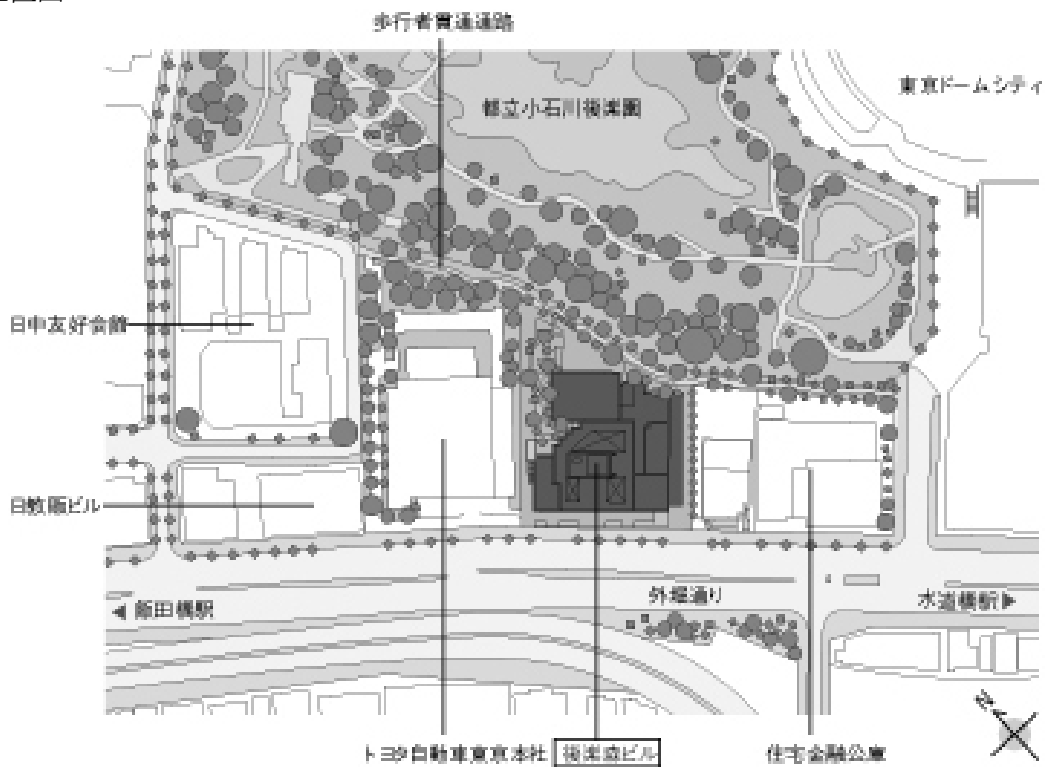 歩行者貫通通路
東京ドームシティ
都立小石川後楽園
日中友好会館
日教販ビル
外堀通り
◀ 飯田橋駅
水道橋駅 ▶
N
トヨタ自動車東京本社
後楽森ビル
住宅金融公庫